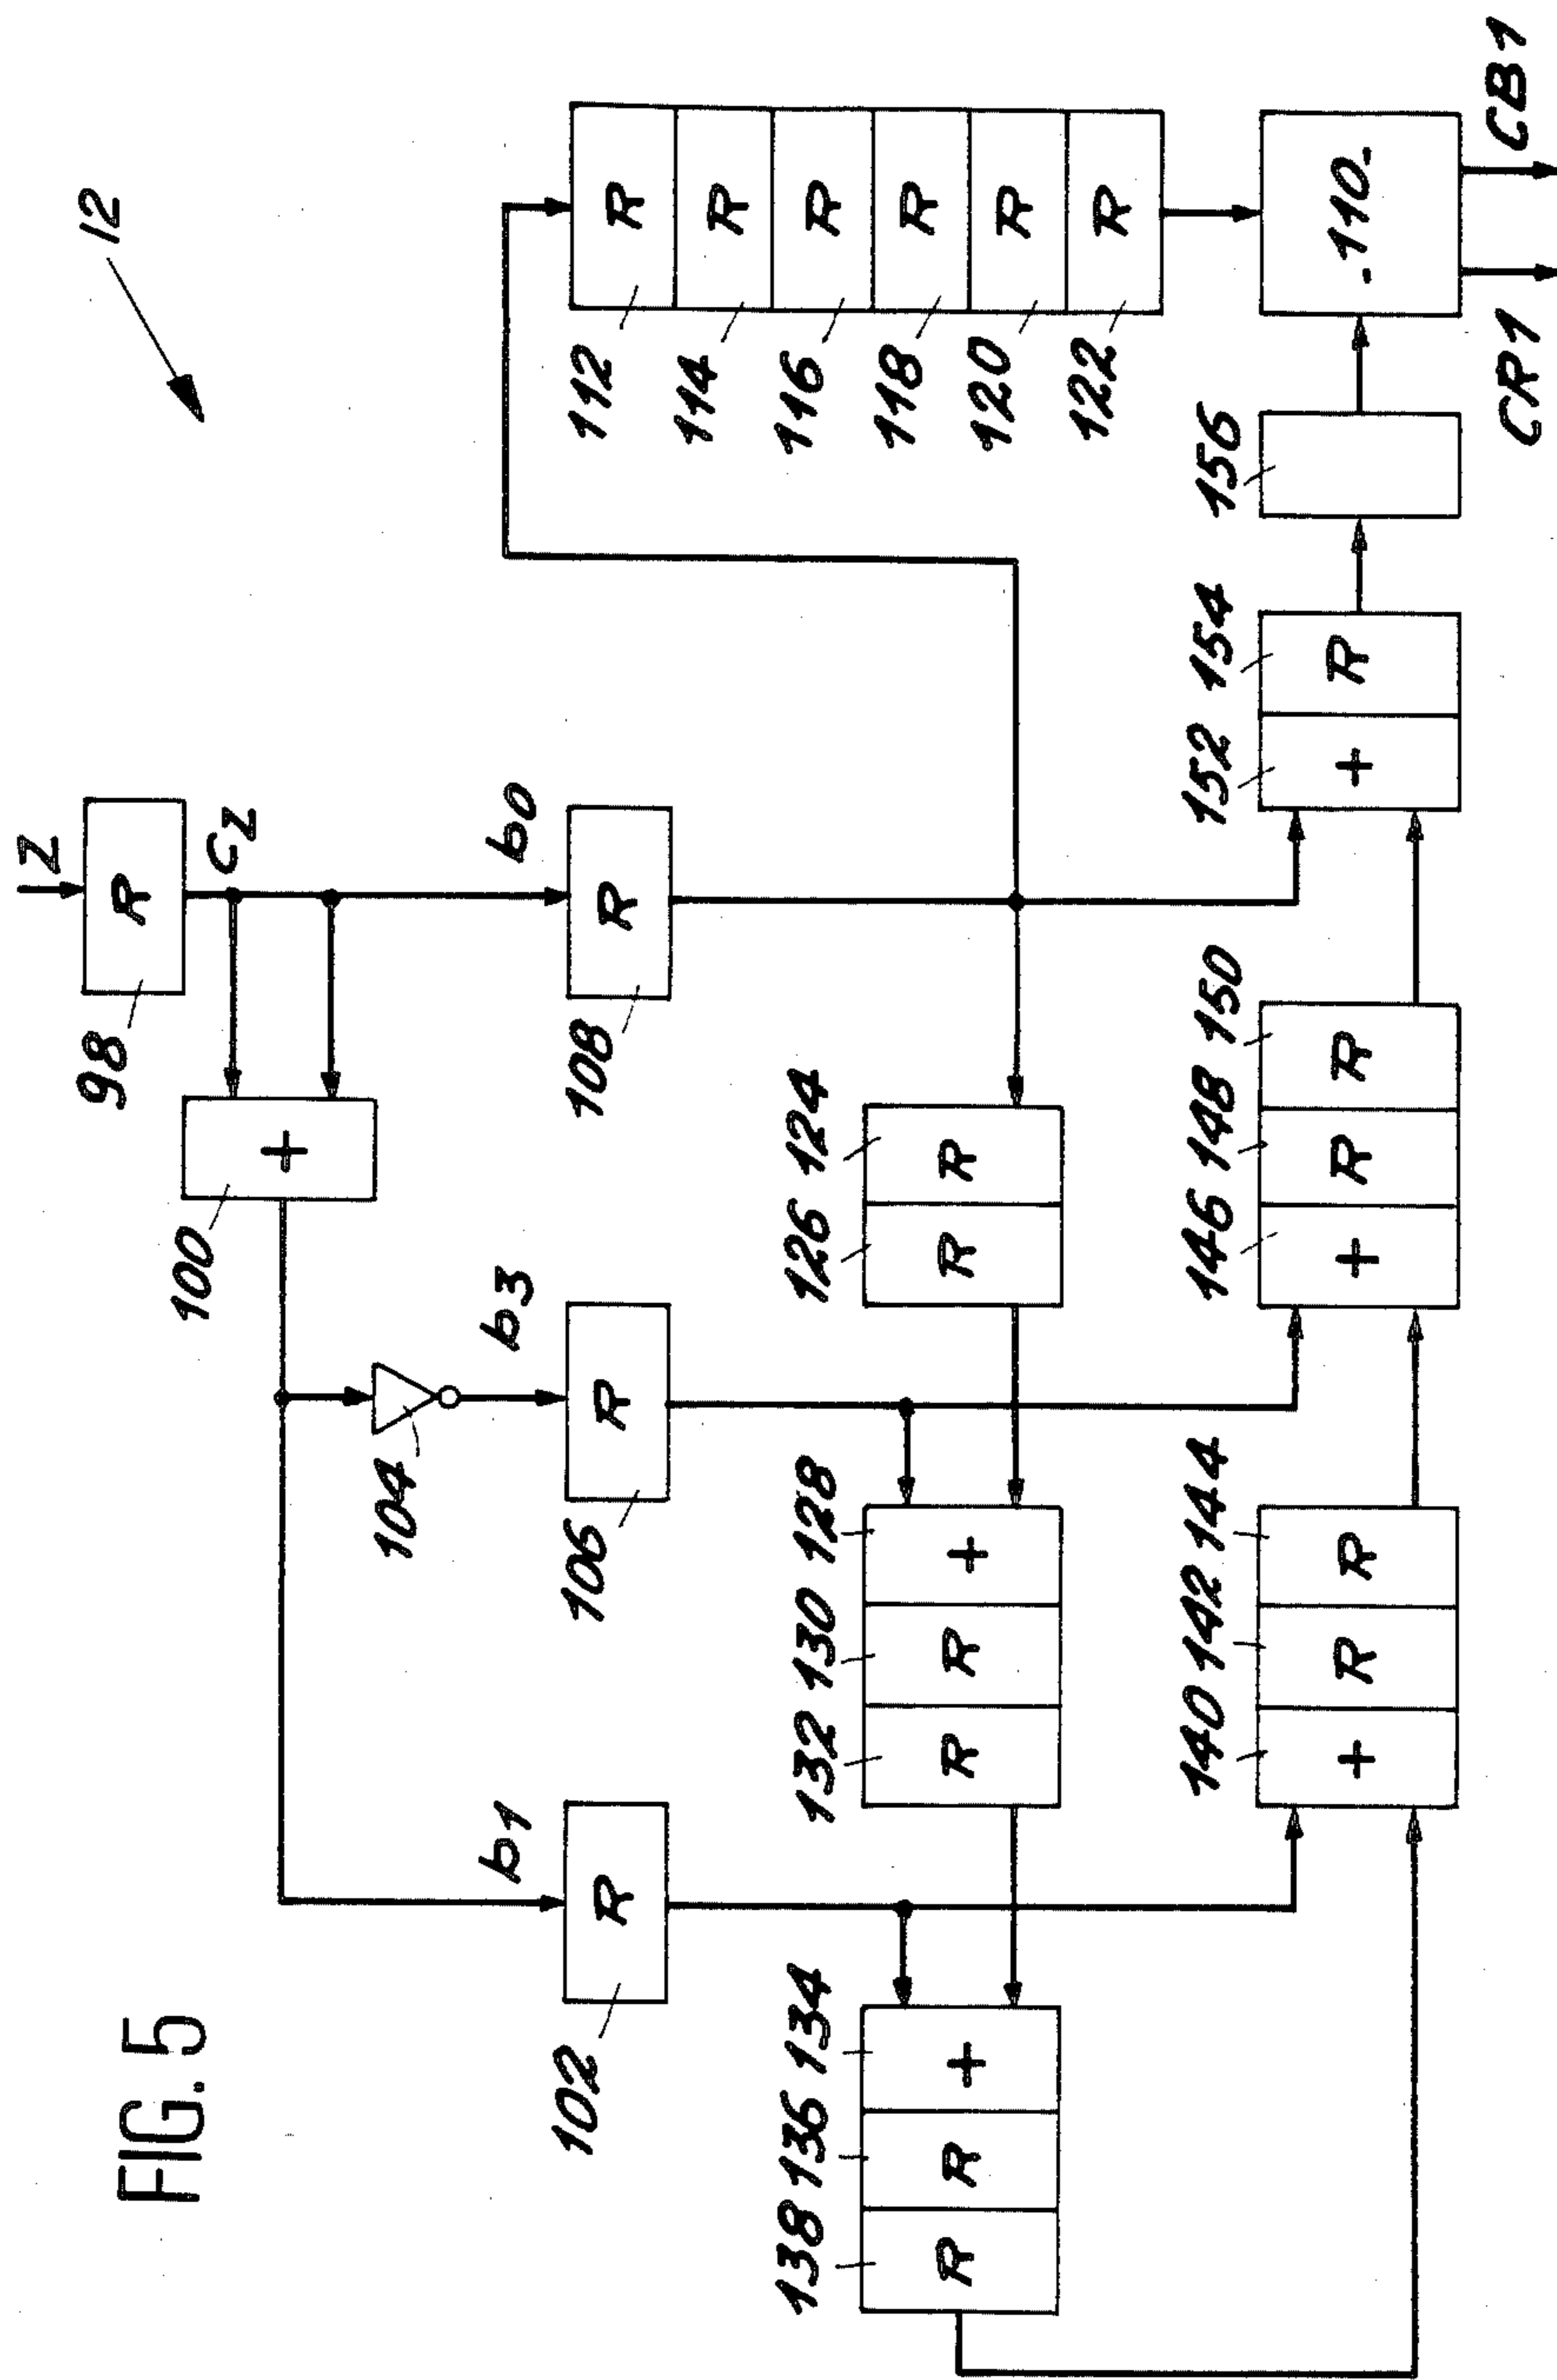 FIG. 5
12
Z
R
98
CZ
+
100
104
b1
b3
b0
R
102
R
106
R
108
R
R
R
R
R
R
112
114
116
118
120
122
138 136 134
R R +
132 130 128
R R +
126 124
R R
140 142 144
+ R R
146 148 150
+ R R
152 154
+ R
156
-110-
CR1
CB1